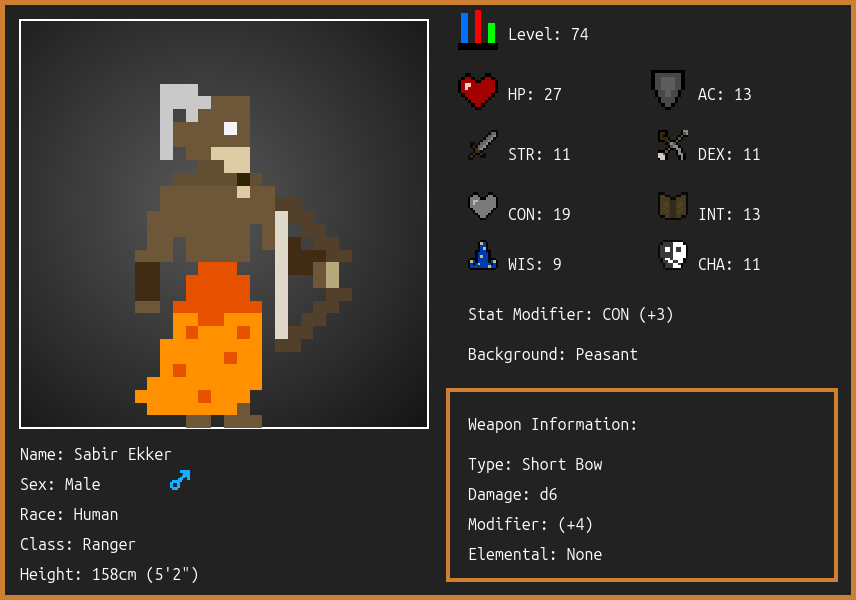 Level: 74
HP: 27
AC: 13
STR: 11
DEX: 11
CON: 19
INT: 13
WIS: 9
CHA: 11
Stat Modifier: CON (+3)
Background: Peasant
Name: Sabir Ekker
Sex: Male
Race: Human
Class: Ranger
Height: 158cm (5'2")
Weapon Information:
Type: Short Bow
Damage: d6
Modifier: (+4)
Elemental: None